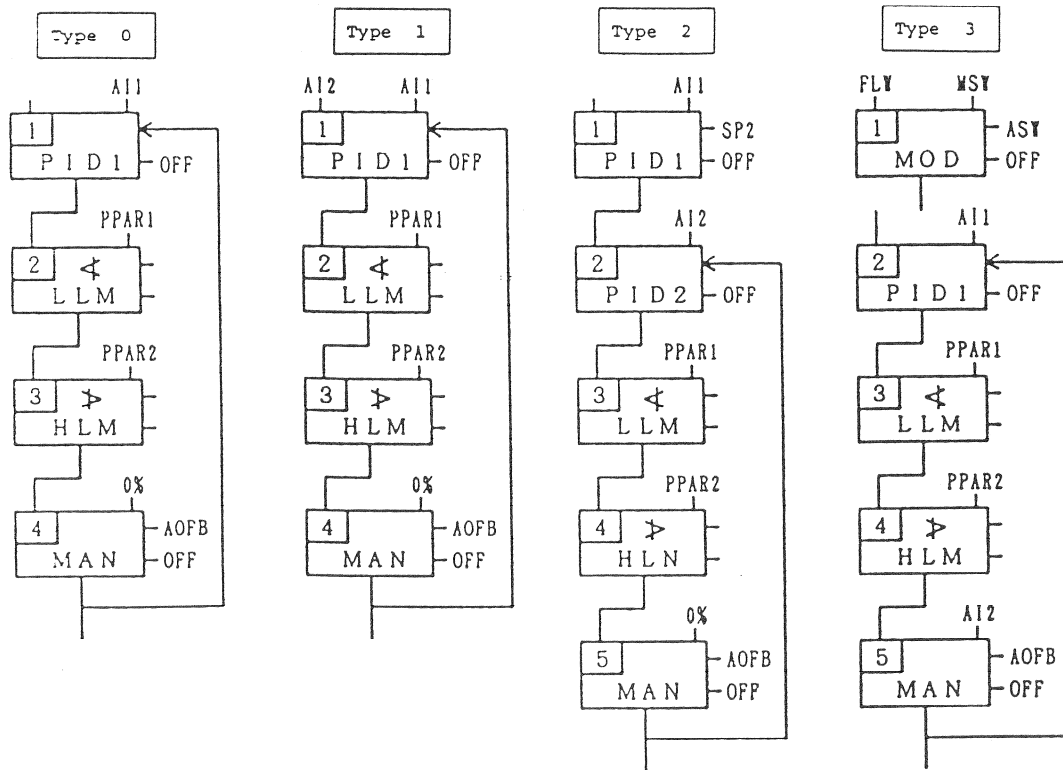 Type 0
AI1
1
PID1
OFF
PPAR1
2
LLM
PPAR2
3
HLM
0%
4
AOFB
MAN
OFF
Type 1
AI2 AI1
1
PID1
OFF
PPAR1
2
LLM
PPAR2
3
HLM
0%
4
AOFB
MAN
OFF
Type 2
AI1
1
SP2
PID1
OFF
AI2
2
PID2
OFF
PPAR1
3
LLM
PPAR2
4
HLN
0%
5
AOFB
MAN
OFF
Type 3
FLW MSW
1
ASW
MOD
OFF
AI1
2
PID1
OFF
PPAR1
3
LLM
PPAR2
4
HLM
AI2
5
AOFB
MAN
OFF